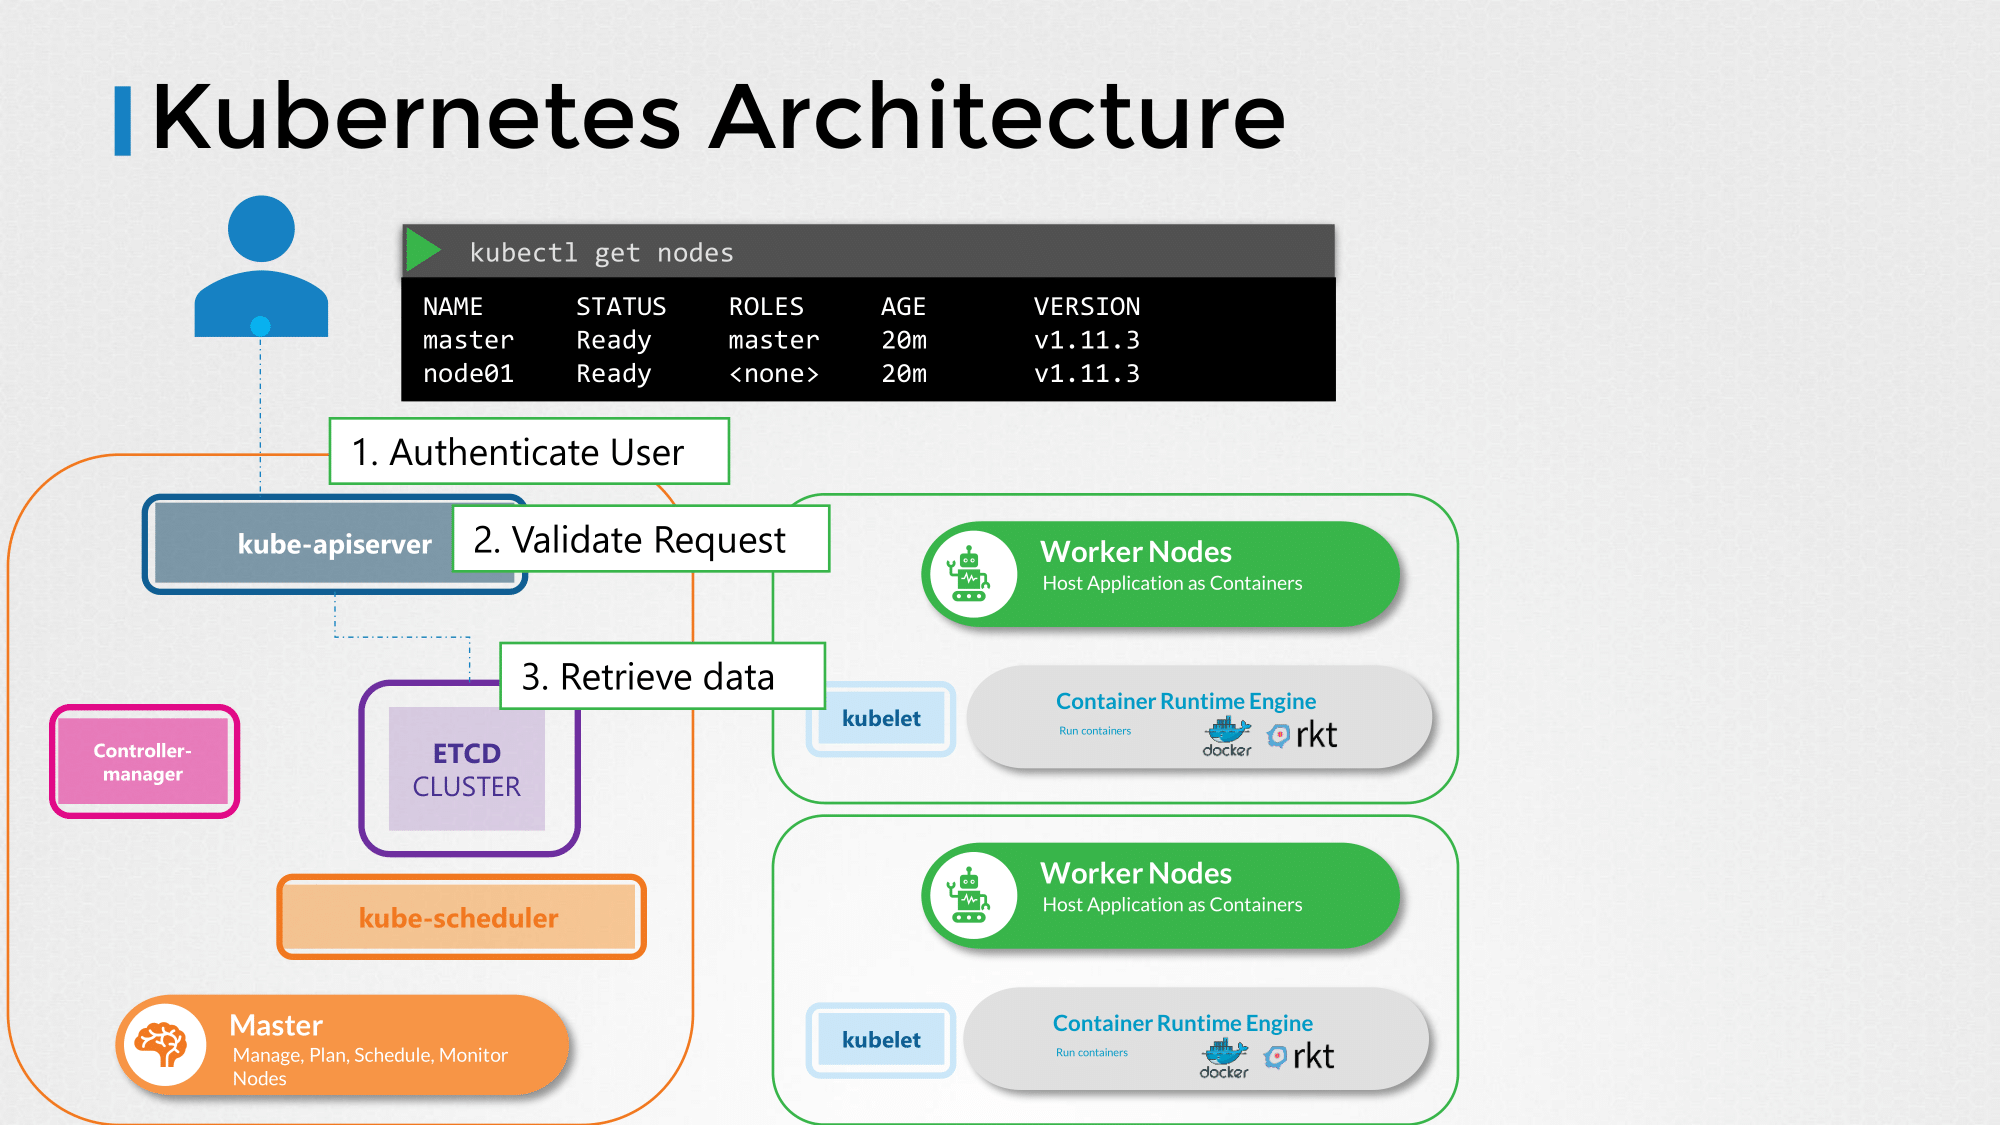 Kubernetes Architecture
kubectl get nodes
NAME STATUS ROLES AGE VERSION
master Ready master 20m v1.11.3
node01 Ready <none> 20m v1.11.3
1. Authenticate User
kube-apiserver
2. Validate Request
3. Retrieve data
Controller-
manager
ETCD
CLUSTER
kube-scheduler
Master
Manage, Plan, Schedule, Monitor
Nodes
Worker Nodes
Host Application as Containers
kubelet
Container Runtime Engine
Run containers
docker
rkt
Worker Nodes
Host Application as Containers
kubelet
Container Runtime Engine
Run containers
docker
rkt